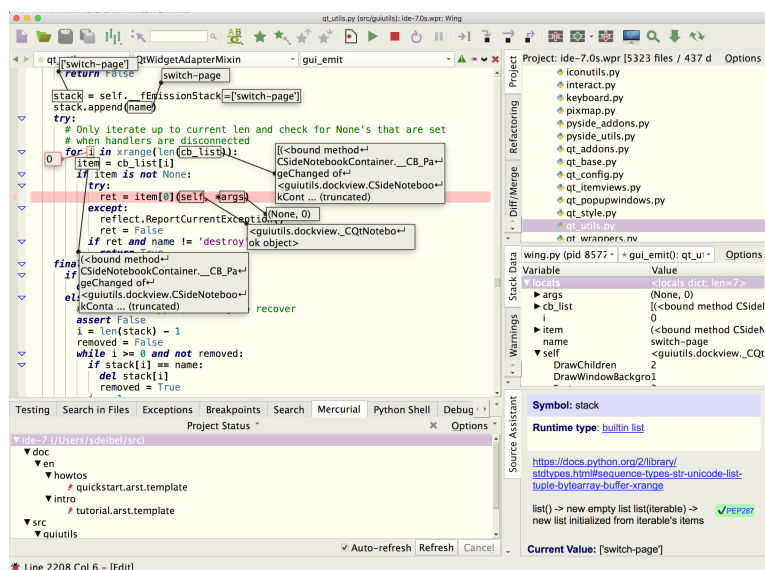 qt_utils.py (src/guiutils): ide-7.0s.wpr: Wing
['switch-page']
QtWidgetAdapterMixin
gui_emit
return False
switch-page
stack = self.__fEmissionStack =['switch-page']
stack.append(name)
try:
# Only iterate up to current len and check for None's that are set
# when handlers are disconnected
0
for i in xrange(len(cb_list)):
item = cb_list[i]
if item is not None:
try:
ret = item[0](self, *args)
except:
reflect.ReportCurrentException()
ret = False
if ret and name != 'destroy
[(<bound method↵
CSideNotebookContainer.__CB_Pa↵
geChanged of↵
<guiutils.dockview.CSideNoteboo↵
kCont ... (truncated)
(None, 0)
<guiutils.dockview._CQtNotebo↵
ok object>
(<bound method↵
CSideNotebookContainer.__CB_Pa↵
geChanged of↵
<guiutils.dockview.CSideNoteboo↵
kConta ... (truncated)
recover
assert False
i = len(stack) - 1
removed = False
while i >= 0 and not removed:
if stack[i] == name:
del stack[i]
removed = True
Testing Search in Files Exceptions Breakpoints Search Mercurial Python Shell Debug
Project Status
Options
ide-7 (/Users/sdeibel/src)
doc
en
howtos
quickstart.arst.template
intro
tutorial.arst.template
src
guiutils
Auto-refresh Refresh Cancel
Line 2208 Col 6 – [Edit]
Project
Refactoring
Diff/Merge
Project: ide-7.0s.wpr [5323 files / 437 d Options
iconutils.py
interact.py
keyboard.py
pixmap.py
pyside_addons.py
pyside_utils.py
qt_addons.py
qt_base.py
qt_config.py
qt_itemviews.py
qt_popupwindows.py
qt_style.py
qt_utils.py
qt_wrappers.py
Stack Data
Warnings
wing.py (pid 8577 gui_emit(): qt_ut Options
Variable Value
locals <locals dict; len=7>
args (None, 0)
cb_list [(<bound method CSideN
i 0
item (<bound method CSideN
name switch-page
self <guiutils.dockview._CQt
DrawChildren 2
DrawWindowBackgro1
Source Assistant
Symbol: stack
Runtime type: builtin list
https://docs.python.org/2/library/
stdtypes.html#sequence-types-str-unicode-list-
tuple-bytearray-buffer-xrange
list() -> new empty list list(iterable) ->
new list initialized from iterable's items
✓PEP287
Current Value: ['switch-page']